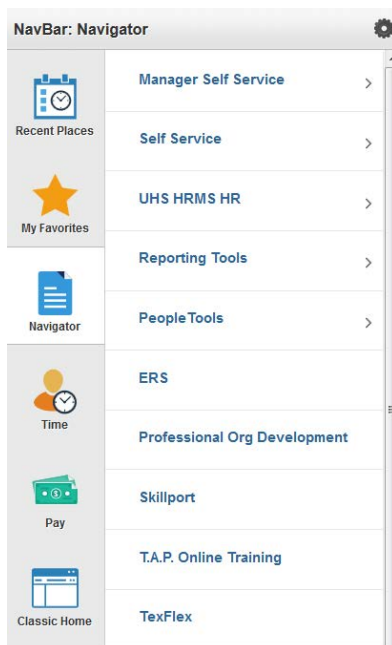 NavBar: Navigator
Recent Places
My Favorites
Navigator
Time
Pay
Classic Home
Manager Self Service
Self Service
UHS HRMS HR
Reporting Tools
PeopleTools
ERS
Professional Org Development
Skillport
T.A.P. Online Training
TexFlex